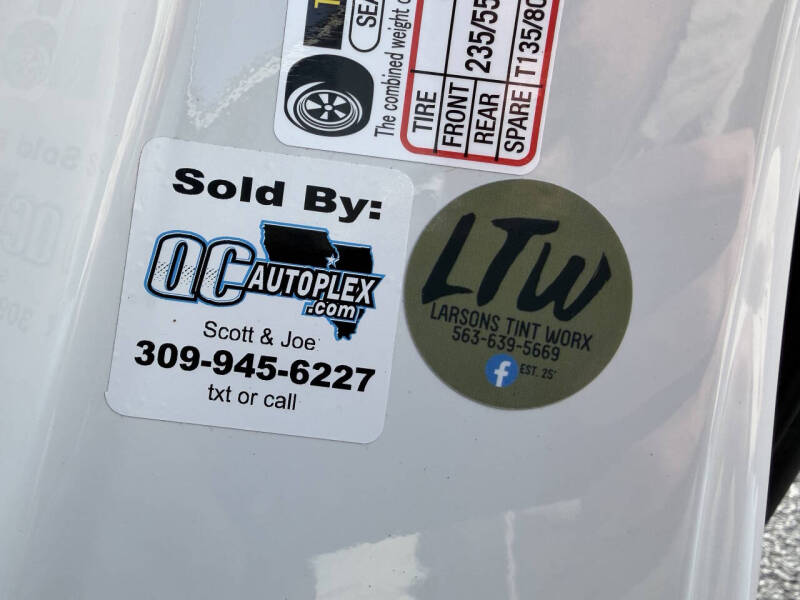 SEA
The combined weight o
TIRE
FRONT 235/55
REAR
SPARE T135/80
Sold By:
QC AUTOPLEX
.com
Scott & Joe
309-945-6227
txt or call
LTW
LARSONS TINT WORX
563-639-5669
f EST. 25'